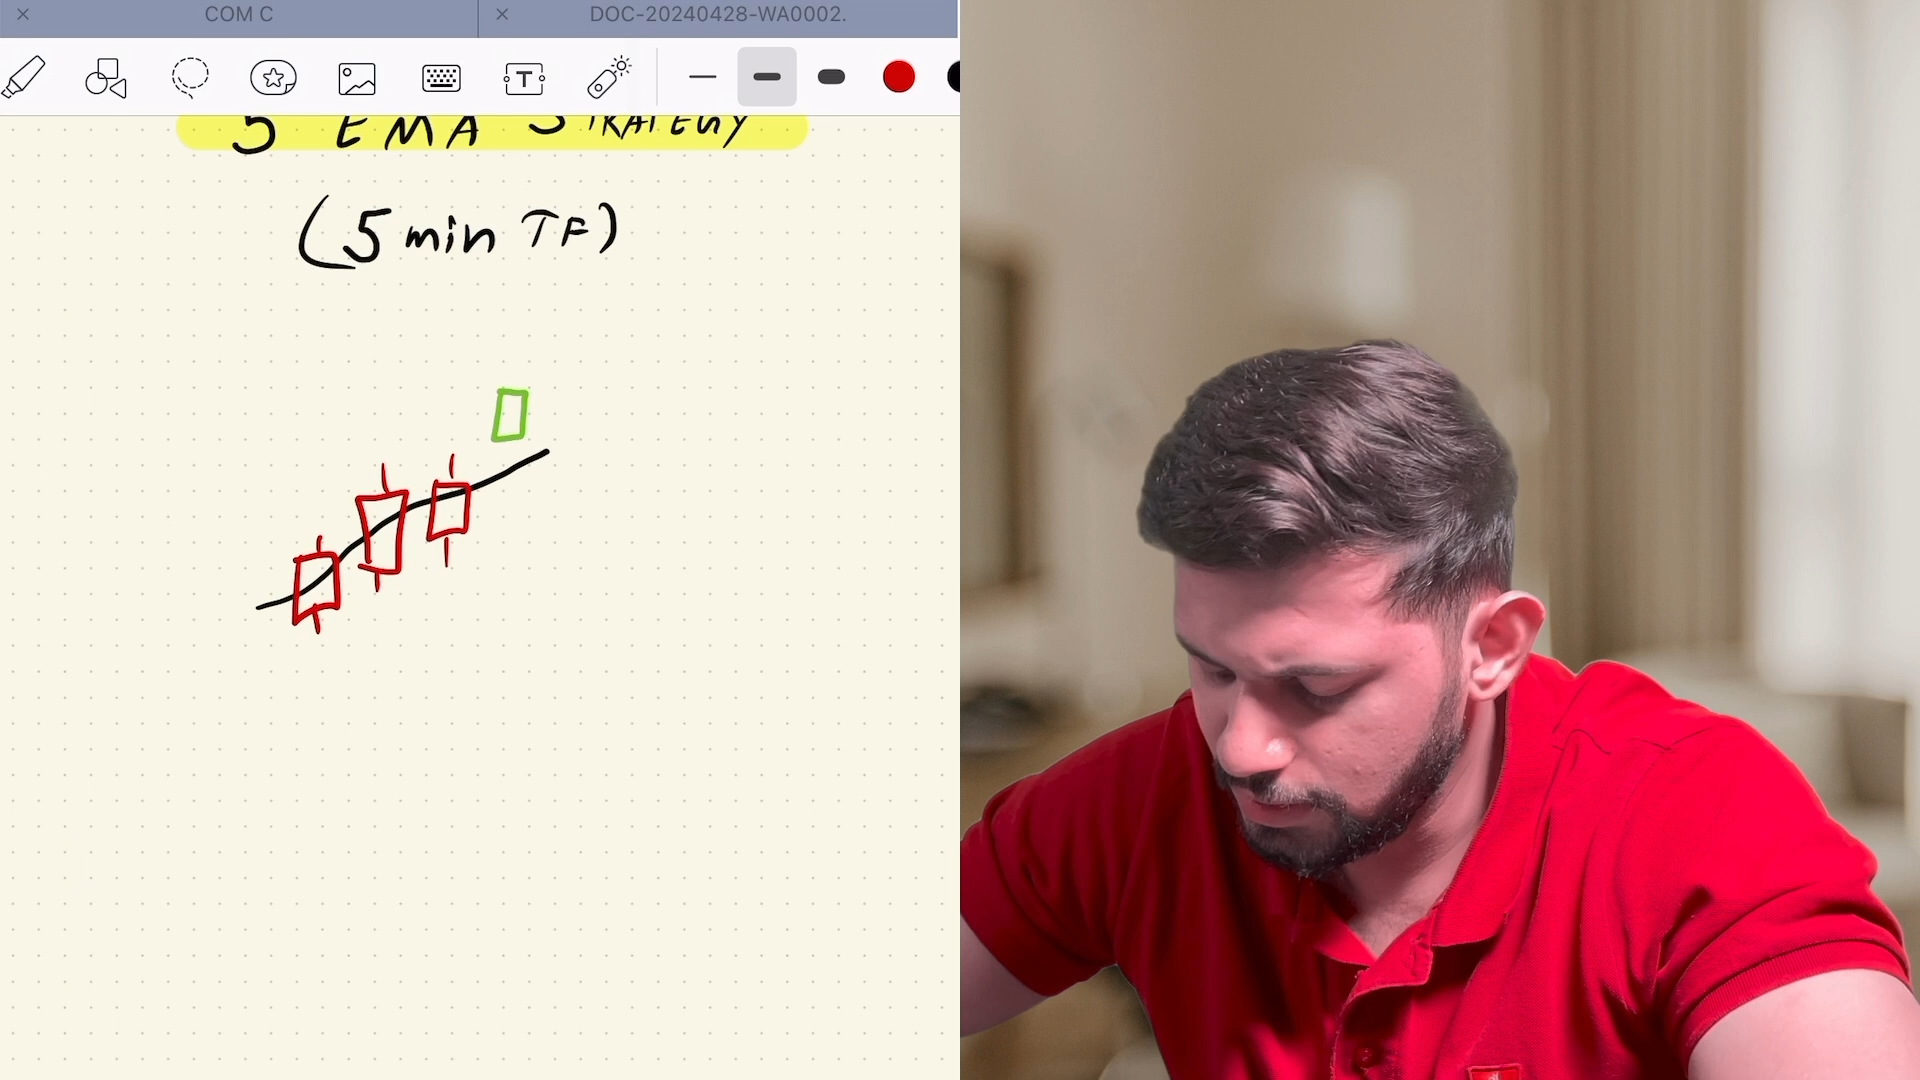 COM C
DOC-20240428-WA0002.
T
5 EMA STRATEGY
(5 min TF)